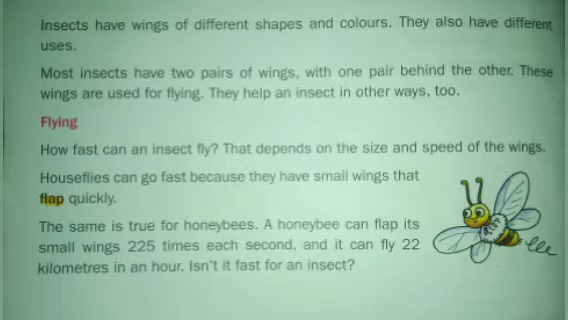 Insects have wings of different shapes and colours. They also have different
uses.
Most insects have two pairs of wings, with one pair behind the other. These
wings are used for flying. They help an insect in other ways, too.
Flying
How fast can an insect fly? That depends on the size and speed of the wings.
Houseflies can go fast because they have small wings that
flap quickly.
The same is true for honeybees. A honeybee can flap its
small wings 225 times each second, and it can fly 22
kilometres in an hour. Isn't it fast for an insect?